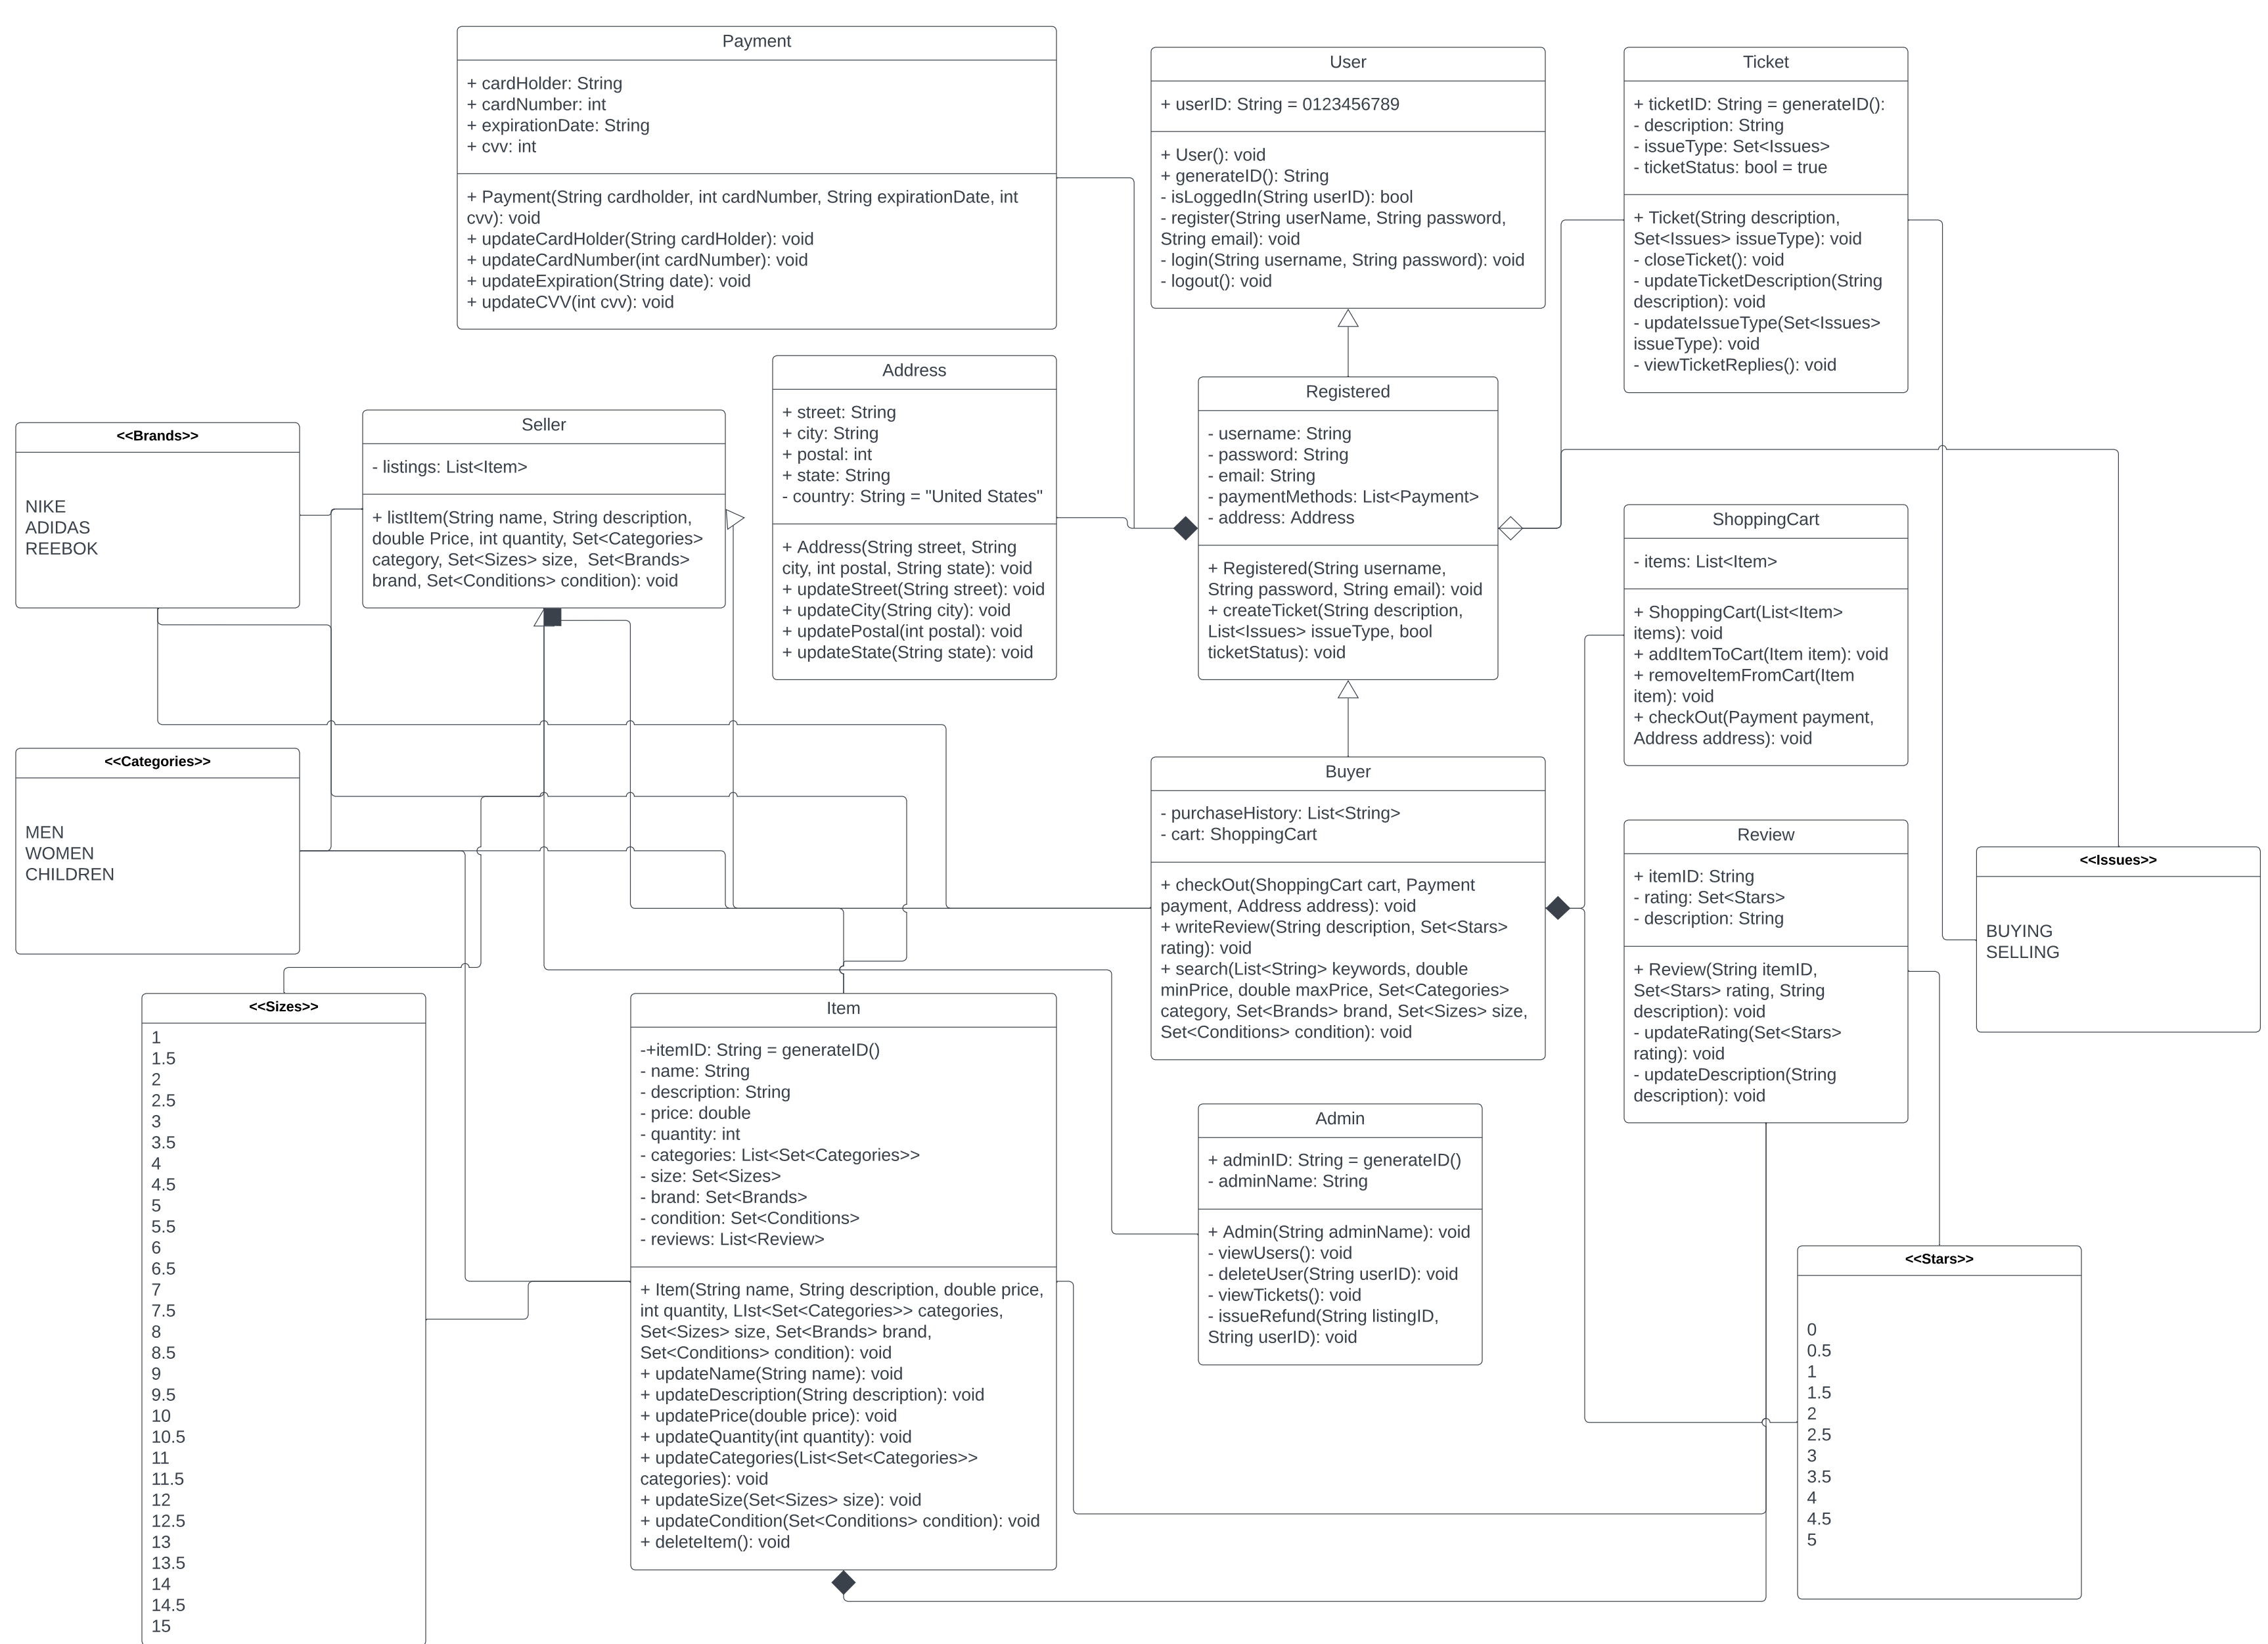 Payment
+ cardHolder: String
+ cardNumber: int
+ expirationDate: String
+ cvv: int
+ Payment(String cardholder, int cardNumber, String expirationDate, int
cvv): void
+ updateCardHolder(String cardHolder): void
+ updateCardNumber(int cardNumber): void
+ updateExpiration(String date): void
+ updateCVV(int cvv): void
User
+ userID: String = 0123456789
+ User(): void
+ generateID(): String
- isLoggedIn(String userID): bool
- register(String userName, String password,
String email): void
- login(String username, String password): void
- logout(): void
Ticket
+ ticketID: String = generateID():
- description: String
- issueType: Set<Issues>
- ticketStatus: bool = true
+ Ticket(String description,
Set<Issues> issueType): void
- closeTicket(): void
- updateTicketDescription(String
description): void
- updateIssueType(Set<Issues>
issueType): void
- viewTicketReplies(): void
<<Brands>>
NIKE
ADIDAS
REEBOK
Seller
- listings: List<Item>
+ listItem(String name, String description,
double Price, int quantity, Set<Categories>
category, Set<Sizes> size,  Set<Brands>
brand, Set<Conditions> condition): void
Address
+ street: String
+ city: String
+ postal: int
+ state: String
- country: String = "United States"
+ Address(String street, String
city, int postal, String state): void
+ updateStreet(String street): void
+ updateCity(String city): void
+ updatePostal(int postal): void
+ updateState(String state): void
Registered
- username: String
- password: String
- email: String
- paymentMethods: List<Payment>
- address: Address
+ Registered(String username,
String password, String email): void
+ createTicket(String description,
List<Issues> issueType, bool
ticketStatus): void
ShoppingCart
- items: List<Item>
+ ShoppingCart(List<Item>
items): void
+ addItemToCart(Item item): void
+ removeItemFromCart(Item
item): void
+ checkOut(Payment payment,
Address address): void
<<Categories>>
MEN
WOMEN
CHILDREN
Buyer
- purchaseHistory: List<String>
- cart: ShoppingCart
+ checkOut(ShoppingCart cart, Payment
payment, Address address): void
+ writeReview(String description, Set<Stars>
rating): void
+ search(List<String> keywords, double
minPrice, double maxPrice, Set<Categories>
category, Set<Brands> brand, Set<Sizes> size,
Set<Conditions> condition): void
Review
+ itemID: String
- rating: Set<Stars>
- description: String
+ Review(String itemID,
Set<Stars> rating, String
description): void
- updateRating(Set<Stars>
rating): void
- updateDescription(String
description): void
<<Issues>>
BUYING
SELLING
<<Sizes>>
1
1.5
2
2.5
3
3.5
4
4.5
5
5.5
6
6.5
7
7.5
8
8.5
9
9.5
10
10.5
11
11.5
12
12.5
13
13.5
14
14.5
15
Item
-+itemID: String = generateID()
- name: String
- description: String
- price: double
- quantity: int
- categories: List<Set<Categories>>
- size: Set<Sizes>
- brand: Set<Brands>
- condition: Set<Conditions>
- reviews: List<Review>
+ Item(String name, String description, double price,
int quantity, LIst<Set<Categories>> categories,
Set<Sizes> size, Set<Brands> brand,
Set<Conditions> condition): void
+ updateName(String name): void
+ updateDescription(String description): void
+ updatePrice(double price): void
+ updateQuantity(int quantity): void
+ updateCategories(List<Set<Categories>>
categories): void
+ updateSize(Set<Sizes> size): void
+ updateCondition(Set<Conditions> condition): void
+ deleteItem(): void
Admin
+ adminID: String = generateID()
- adminName: String
+ Admin(String adminName): void
- viewUsers(): void
- deleteUser(String userID): void
- viewTickets(): void
- issueRefund(String listingID,
String userID): void
<<Stars>>
0
0.5
1
1.5
2
2.5
3
3.5
4
4.5
5